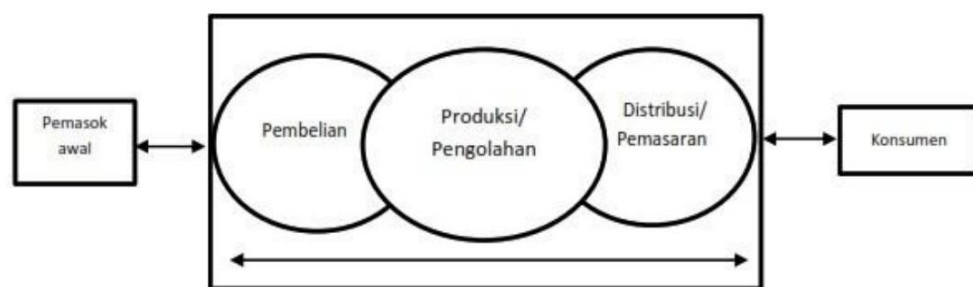 Pemasok
awal
Pembelian
Produksi/
Pengolahan
Distribusi/
Pemasaran
Konsumen